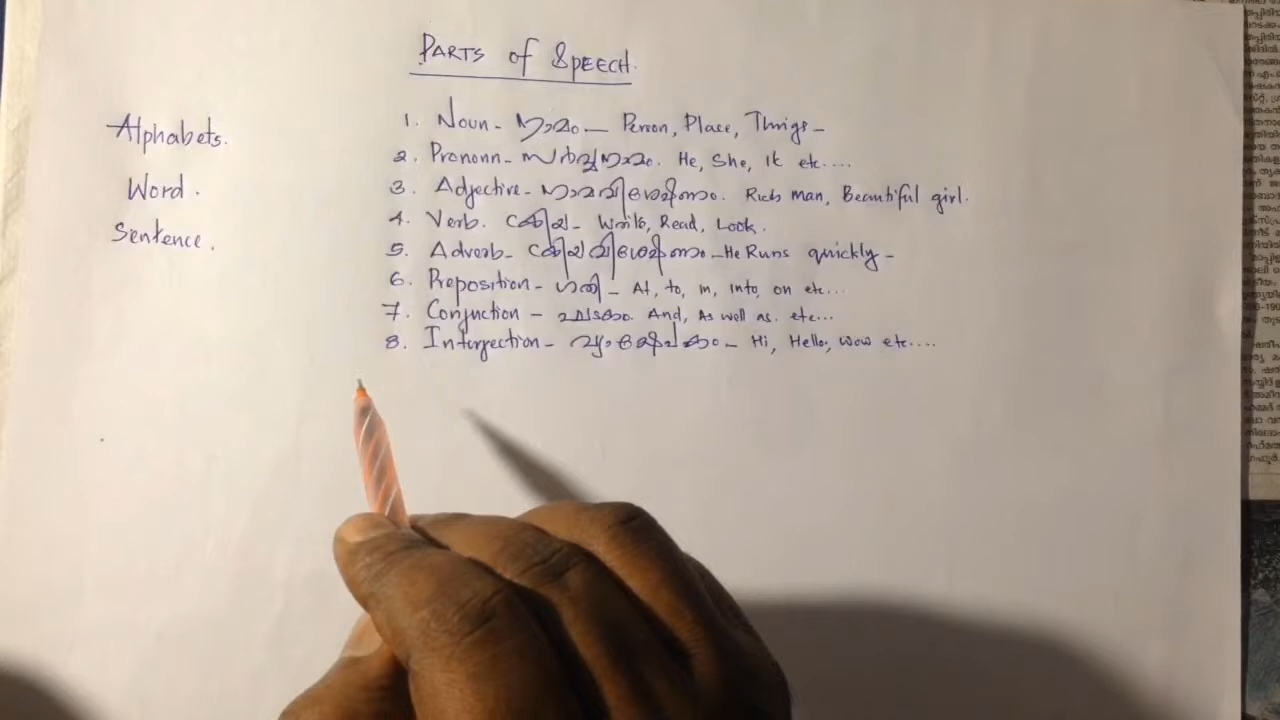 PARTS of SPEECH.
Alphabets.
Word.
Sentence.
1. Noun - നാമം - Person, Place, Things -
2. Pronoun - സർവ്വനാമം. He, She, It etc....
3. Adjective - നാമവിശേഷണം. Rich man, Beautiful girl.
4. Verb. ക്രിയ - Write, Read, Look.
5. Adverb - ക്രിയാവിശേഷണം - He Runs quickly -
6. Preposition - ഗതി - At, to, in, into, on etc...
7. Conjuction - ഘടകം. And, As well as. etc...
8. Interjection - വ്യാക്ഷേപകം - Hi, Hello, Wow etc....